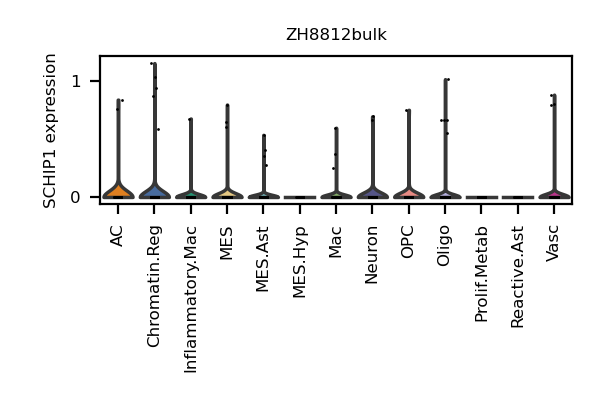 ZH8812bulk
SCHIP1 expression
1
0
AC
Chromatin.Reg
Inflammatory.Mac
MES
MES.Ast
MES.Hyp
Mac
Neuron
OPC
Oligo
Prolif.Metab
Reactive.Ast
Vasc